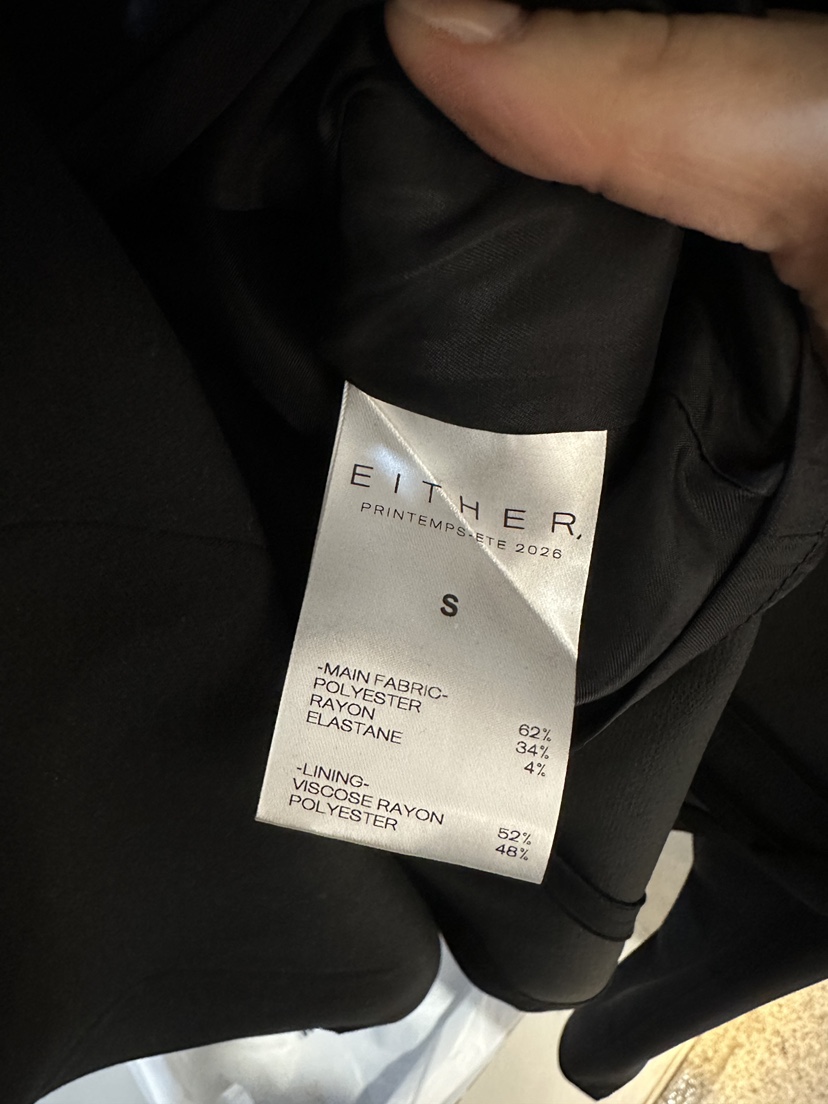 EITHER,
PRINTEMPS-ETE 2026
S
-MAIN FABRIC-
POLYESTER 62%
RAYON 34%
ELASTANE 4%
-LINING-
VISCOSE RAYON 52%
POLYESTER 48%